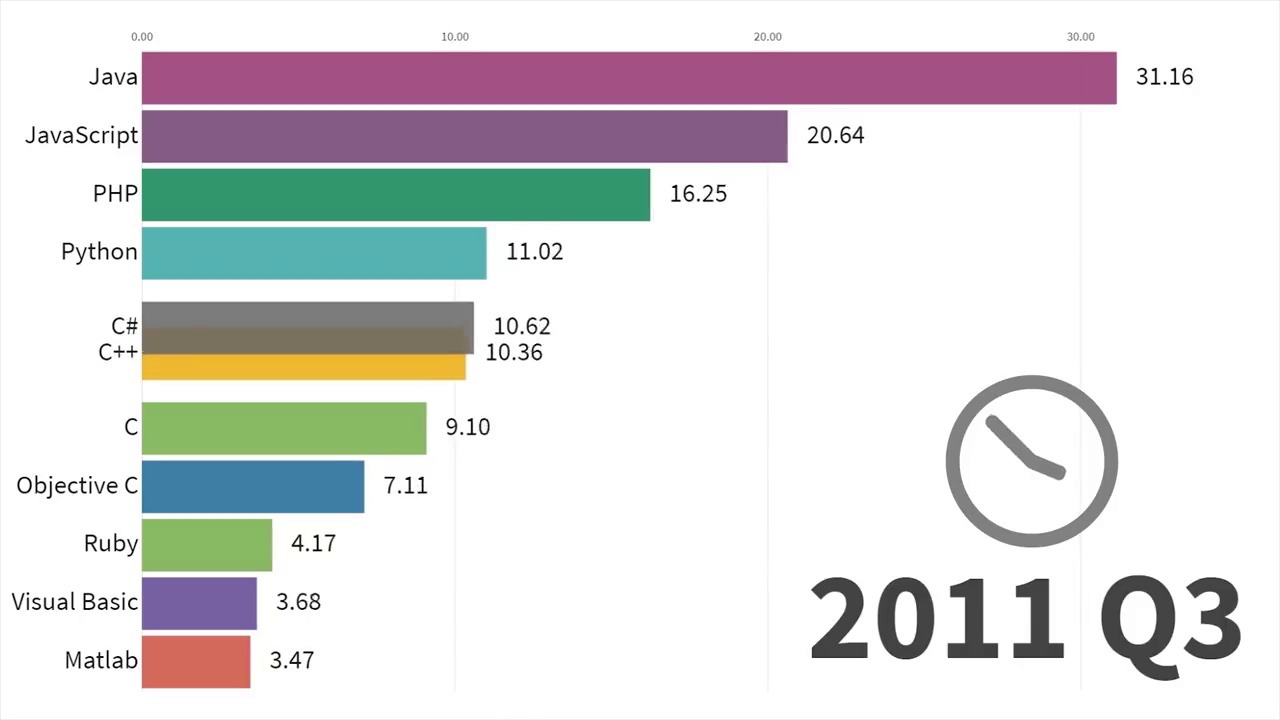 0.00 10.00 20.00 30.00
Java 31.16
JavaScript 20.64
PHP 16.25
Python 11.02
C# 10.62
C++ 10.36
C 9.10
Objective C 7.11
Ruby 4.17
Visual Basic 3.68
Matlab 3.47
2011 Q3